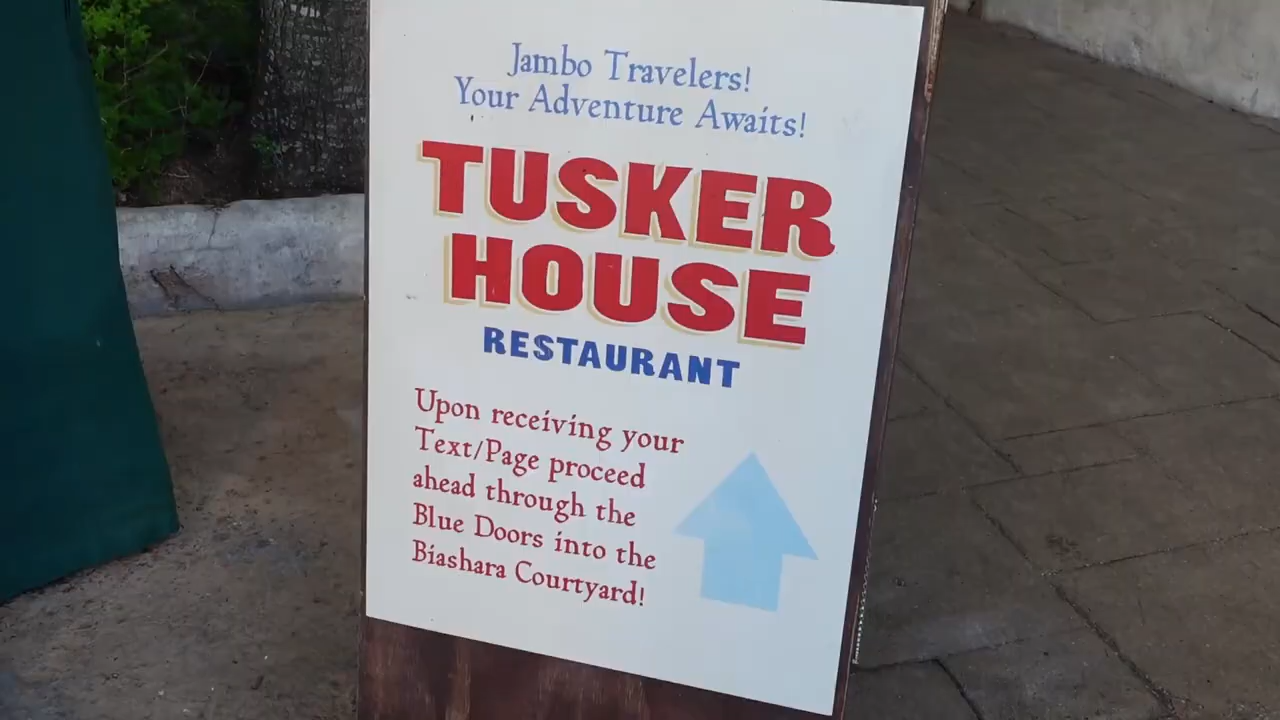 Jambo Travelers!
Your Adventure Awaits!
TUSKER
HOUSE
RESTAURANT
Upon receiving your
Text/Page proceed
ahead through the
Blue Doors into the
Biashara Courtyard!